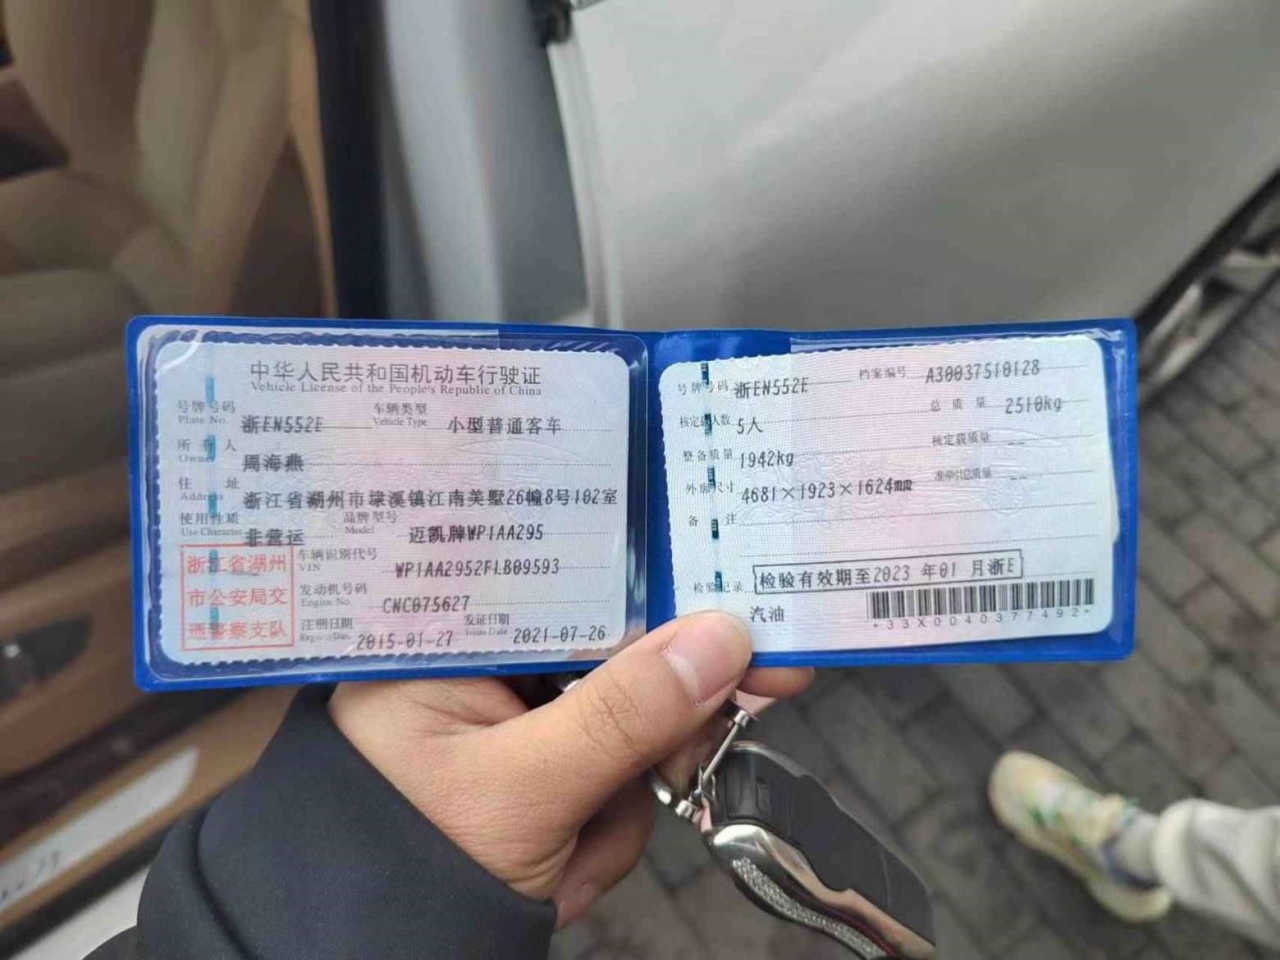 中华人民共和国机动车行驶证
Vehicle License of the People's Republic of China
号牌号码 浙EN552E 车辆类型 小型普通客车
Plate No. Vehicle Type
所有人 周海燕
Owner
住址 浙江省湖州市埭溪镇江南美墅26幢8号102室
Address
使用性质 非营运 品牌型号 迈凯牌WP1AA295
Use Character Model
浙江省湖州
市公安局交
通警察支队
车辆识别代号 WP1AA2952FLB09593
VIN
发动机号码 CNC075627
Engine No.
注册日期 2015-01-27 发证日期 2021-07-26
Register Date Issue Date
号牌号码 浙EN552E 档案编号 A30037510128
核定载人数 5人 总质量 2510kg
整备质量 1942kg 核定载质量 --
外廓尺寸 4681×1923×1624mm 准牵引总质量 --
备注
检验记录 检验有效期至2023年01月浙E
汽油
*33X0040377492*